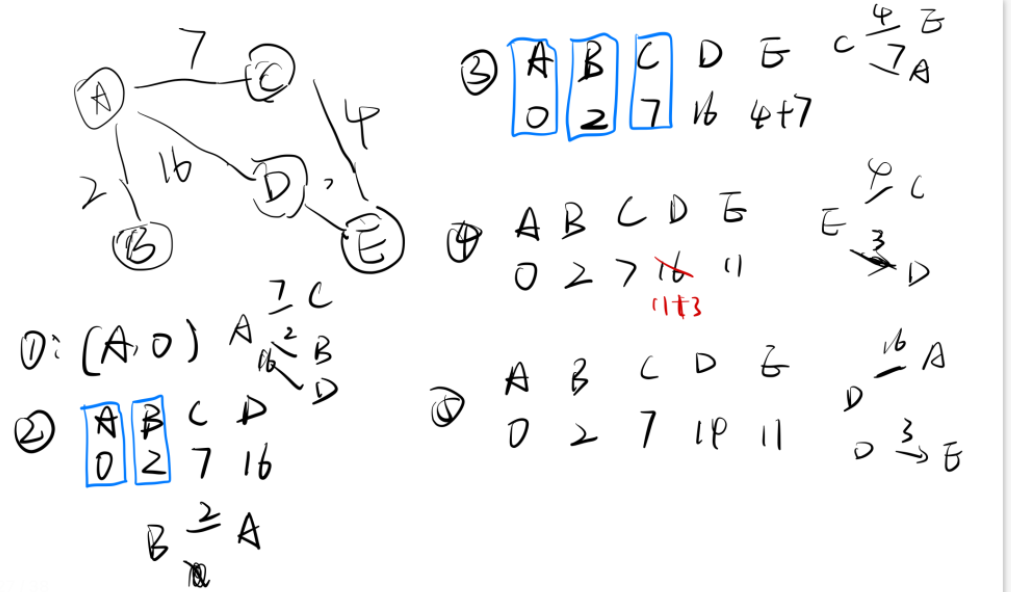 7
A C
4
16 D
2
B E
①: (A, 0) A 7 C
2 B
16 D
② A B C D
0 2 7 16
B 2 A
③ A B C D E
0 2 7 16 4+7
C 4 E
7 A
④ A B C D E
0 2 7 16 11
11+3
E 4 C
3 D
⑤ A B C D E
0 2 7 14 11
D 16 A
D 3 E